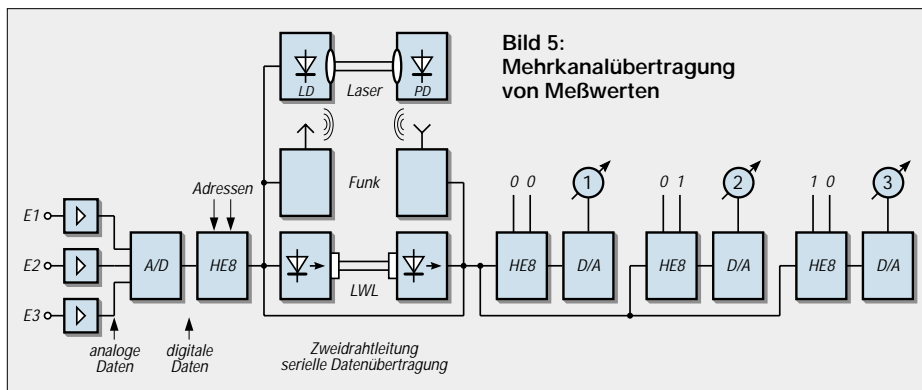 Bild 5:
Mehrkanalübertragung
von Meßwerten
LD
Laser
PD
Adressen
Funk
0 0
1
0 1
2
1 0
3
E1
E2
E3
A/D
HE8
LWL
HE8
D/A
HE8
D/A
HE8
D/A
analoge
Daten
digitale
Daten
Zweidrahtleitung
serielle Datenübertragung